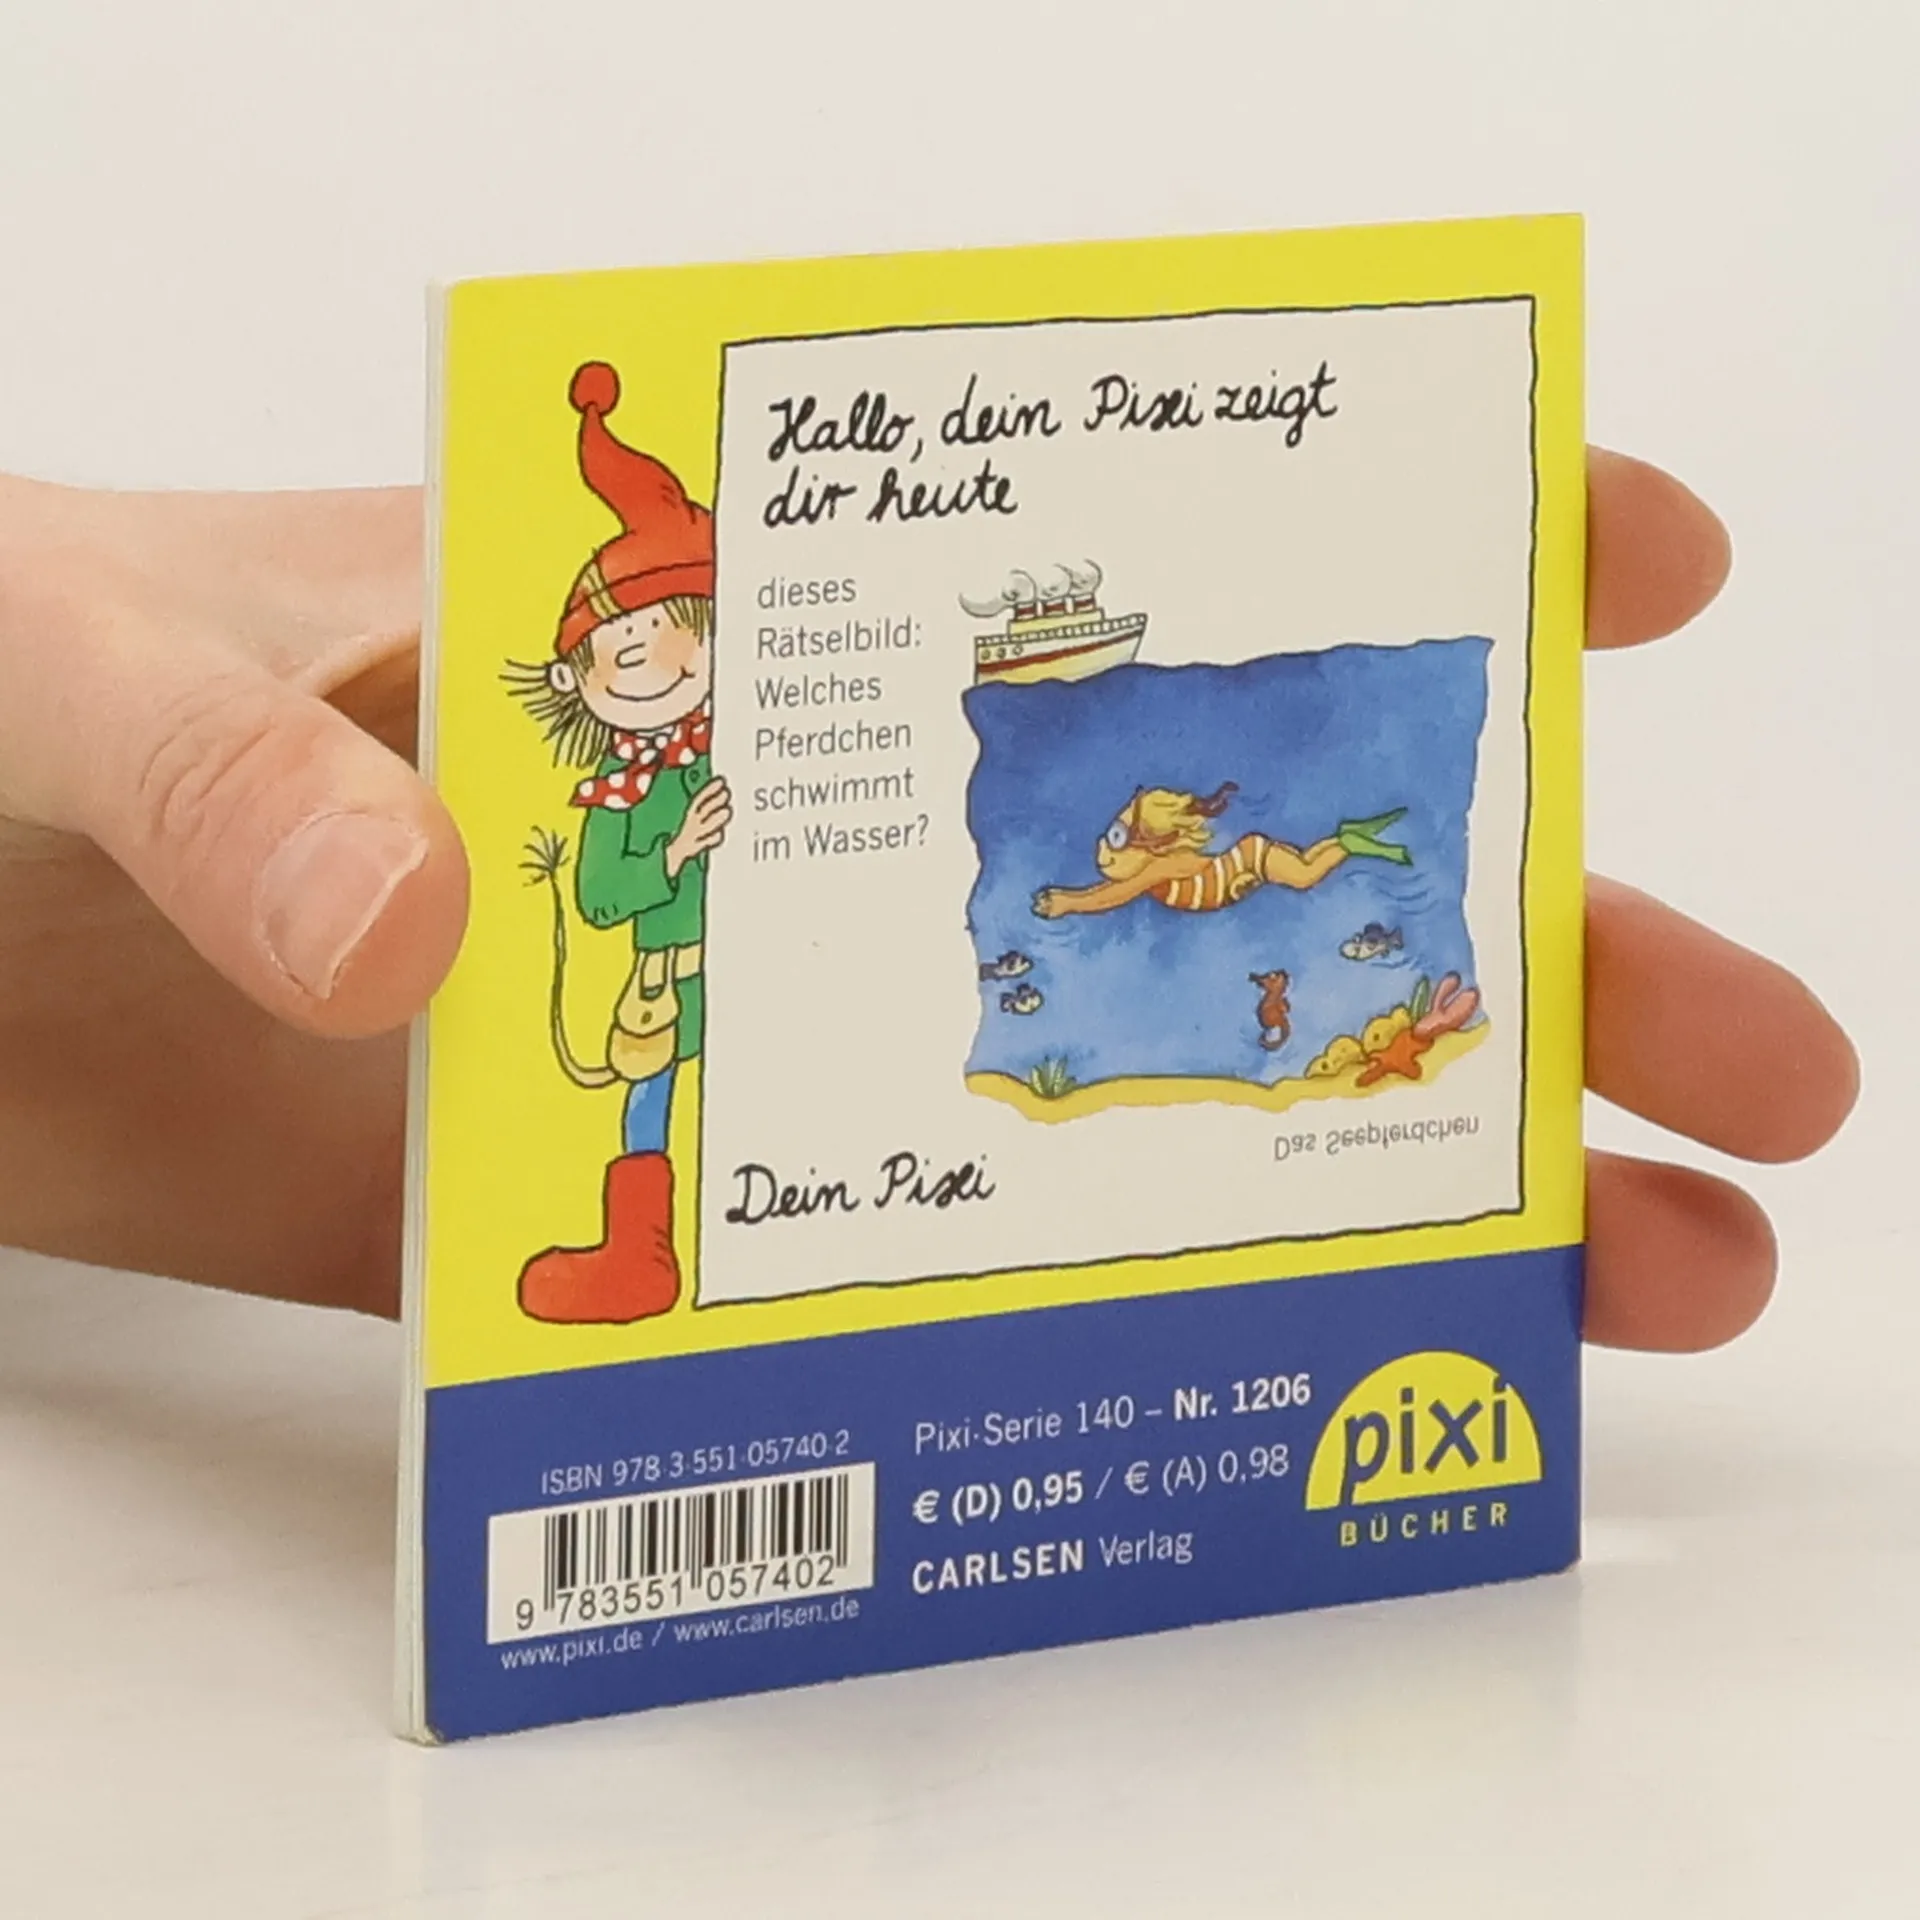 Hallo, dein Pixi zeigt
dir heute
dieses
Rätselbild:
Welches
Pferdchen
schwimmt
im Wasser?
Das Seepferdchen
Dein Pixi
ISBN 978-3-551-05740-2
9 783551 057402
www.pixi.de / www.carlsen.de
Pixi-Serie 140 – Nr. 1206
€ (D) 0,95 / € (A) 0,98
CARLSEN Verlag
pixi
BÜCHER